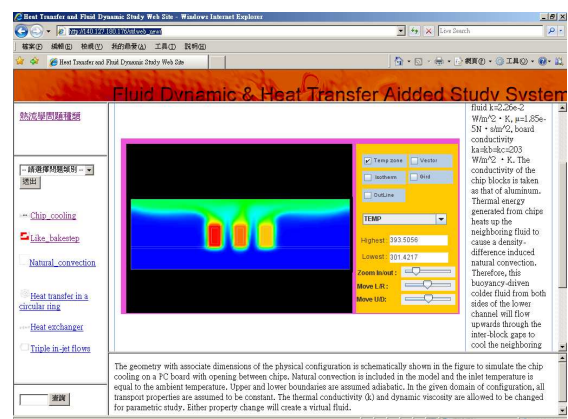 Heat Transfer and Fluid Dynamic Study Web Site - Windows Internet Explorer
Live Search
檔案(F) 編輯(E) 檢視(V) 我的最愛(A) 工具(T) 說明(H)
Heat Transfer and Fluid Dynamic Study Web Site
網頁(P) 工具(O)
Fluid Dynamic & Heat Transfer Aidded Study System
熱流學問題種類
--請選擇問題類別--
送出
Chip_cooling
Like_bakestep
Natural_convection
Heat transfer in a
circular ring
Heat exchanger
Triple in-jet flows
查詢
Temp zone Vector
Isotherm Grid
OutLine
TEMP
Highest: 393.5056
Lowest: 301.4217
Zoom In/out :
Move L/R :
Move U/D:
fluid k=2.26e-2
W/m^2 · K, μ=1.85e-
5N · s/m^2, board
conductivity
ka=kb=kc=203
W/m^2 · K. The
conductivity of the
chip blocks is taken
as that of aluminum.
Thermal energy
generated from chips
heats up the
neighboring fluid to
cause a density-
difference induced
natural convection.
Therefore, this
buoyancy-driven
colder fluid from both
sides of the lower
channel will flow
upwards through the
inter-block gaps to
cool the neighboring
The geometry with associate dimensions of the physical configuration is schematically shown in the figure to simulate the chip
cooling on a PC board with opening between chips. Natural convection is included in the model and the inlet temperature is
equal to the ambient temperature. Upper and lower boundaries are assumed adiabatic. In the given domain of configuration, all
transport properties are assumed to be constant. The thermal conductivity (k) and dynamic viscosity are allowed to be changed
for parametric study. Either property change will create a virtual fluid.